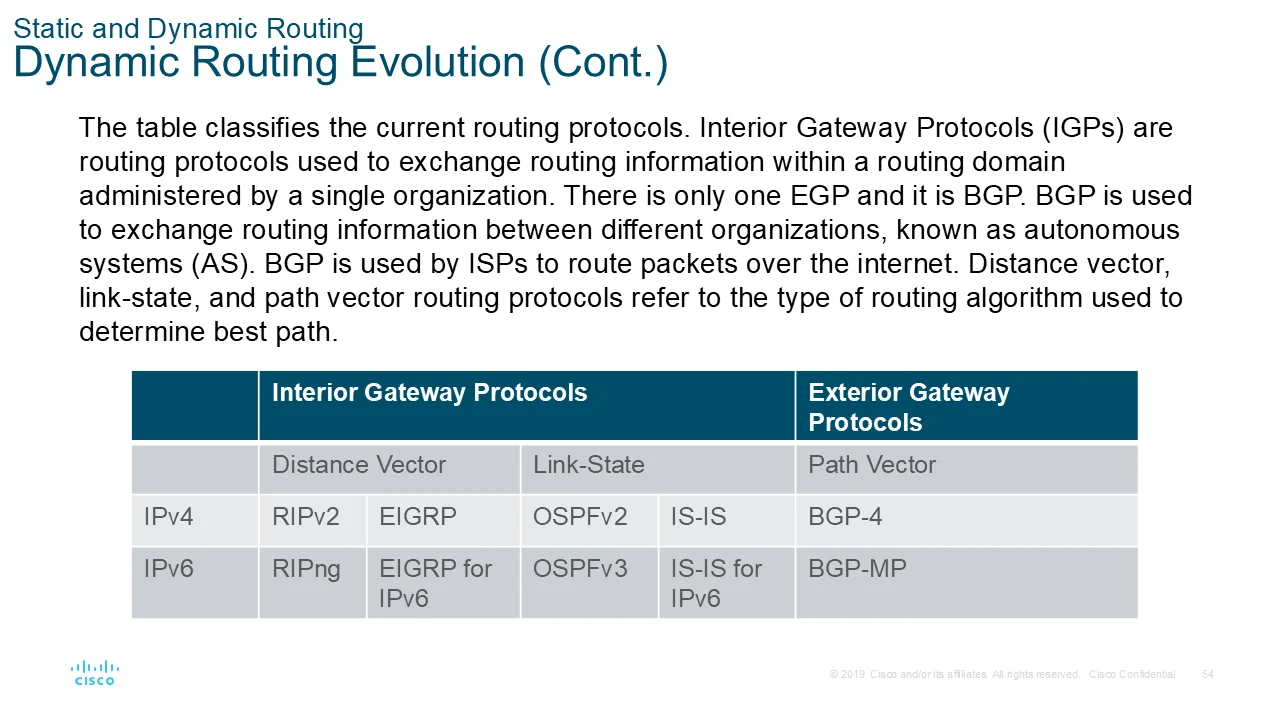 Static and Dynamic Routing
Dynamic Routing Evolution (Cont.)
The table classifies the current routing protocols. Interior Gateway Protocols (IGPs) are
routing protocols used to exchange routing information within a routing domain
administered by a single organization. There is only one EGP and it is BGP. BGP is used
to exchange routing information between different organizations, known as autonomous
systems (AS). BGP is used by ISPs to route packets over the internet. Distance vector,
link-state, and path vector routing protocols refer to the type of routing algorithm used to
determine best path.
Interior Gateway Protocols Exterior Gateway
Protocols
Distance Vector Link-State Path Vector
IPv4 RIPv2 EIGRP OSPFv2 IS-IS BGP-4
IPv6 RIPng EIGRP for OSPFv3 IS-IS for BGP-MP
IPv6 IPv6
CISCO
© 2019 Cisco and/or its affiliates. All rights reserved. Cisco Confidential 54